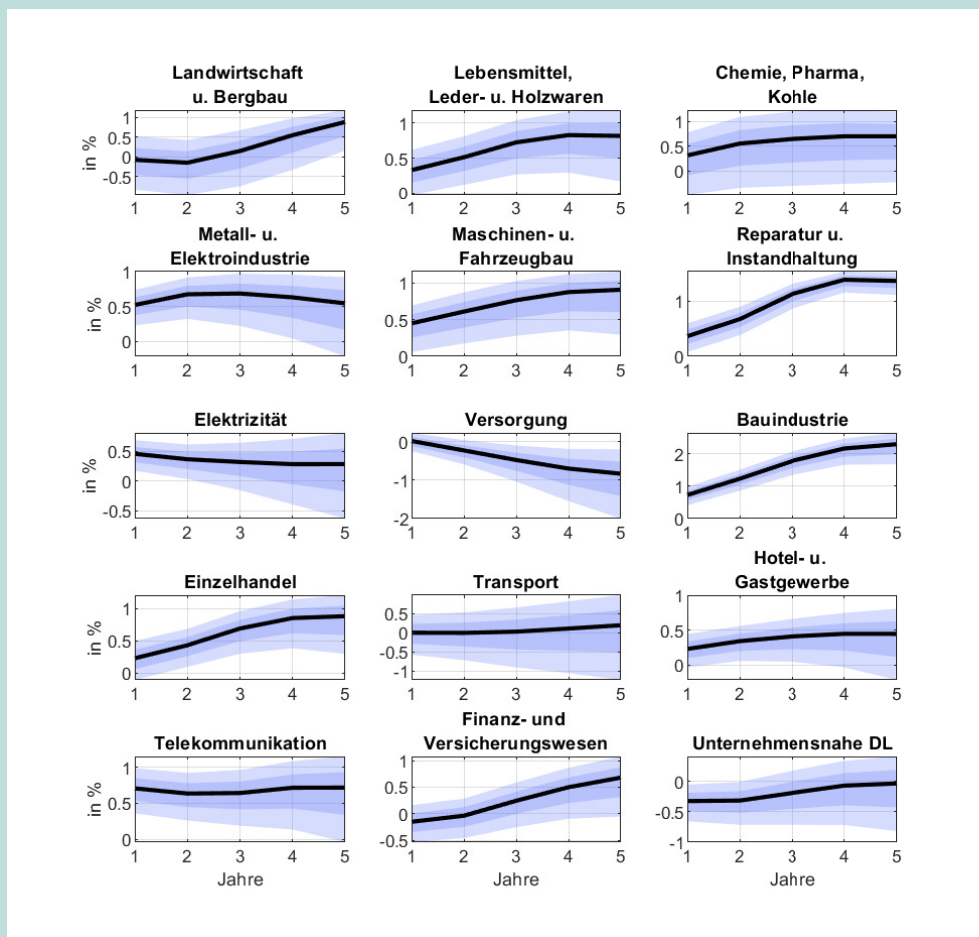 Landwirtschaft
u. Bergbau
Lebensmittel,
Leder- u. Holzwaren
Chemie, Pharma,
Kohle
in %
1
0.5
0
-0.5
1 2 3 4 5
1
0.5
0
1 2 3 4 5
1
0.5
0
1 2 3 4 5
Metall- u.
Elektroindustrie
Maschinen- u.
Fahrzeugbau
Reparatur u.
Instandhaltung
in %
1
0.5
0
1 2 3 4 5
1
0.5
0
1 2 3 4 5
1
0
1 2 3 4 5
Elektrizität
Versorgung
Bauindustrie
in %
0.5
0
-0.5
1 2 3 4 5
0
-1
-2
1 2 3 4 5
2
1
0
1 2 3 4 5
Einzelhandel
Transport
Hotel- u.
Gastgewerbe
in %
1
0.5
0
1 2 3 4 5
0.5
0
-0.5
-1
1 2 3 4 5
1
0.5
0
1 2 3 4 5
Telekommunikation
Finanz- und
Versicherungswesen
Unternehmensnahe DL
in %
1
0.5
0
1 2 3 4 5
Jahre
1
0.5
0
-0.5
1 2 3 4 5
Jahre
0
-0.5
-1
1 2 3 4 5
Jahre